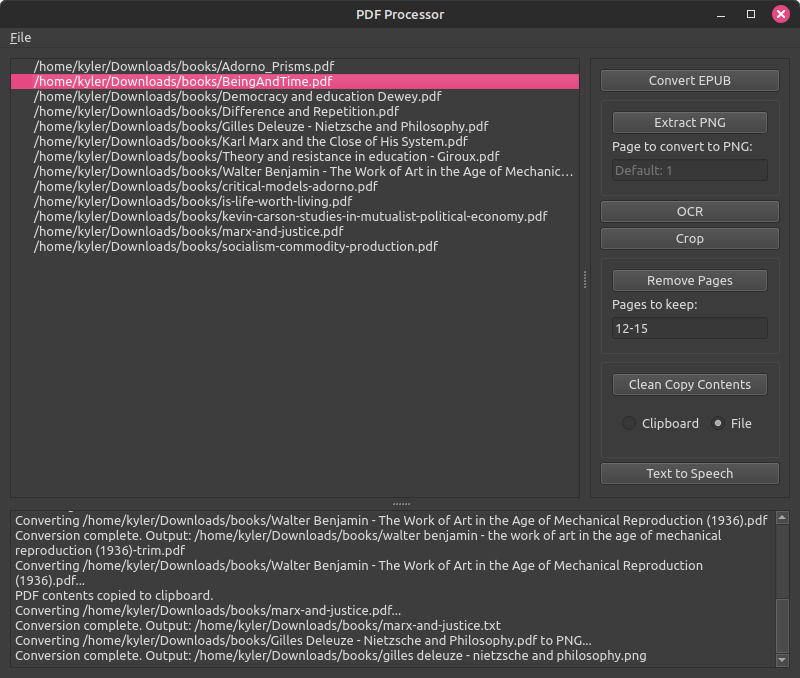 PDF Processor
File
/home/kyler/Downloads/books/Adorno_Prisms.pdf
/home/kyler/Downloads/books/BeingAndTime.pdf
/home/kyler/Downloads/books/Democracy and education Dewey.pdf
/home/kyler/Downloads/books/Difference and Repetition.pdf
/home/kyler/Downloads/books/Gilles Deleuze - Nietzsche and Philosophy.pdf
/home/kyler/Downloads/books/Karl Marx and the Close of His System.pdf
/home/kyler/Downloads/books/Theory and resistance in education - Giroux.pdf
/home/kyler/Downloads/books/Walter Benjamin - The Work of Art in the Age of Mechanic...
/home/kyler/Downloads/books/critical-models-adorno.pdf
/home/kyler/Downloads/books/is-life-worth-living.pdf
/home/kyler/Downloads/books/kevin-carson-studies-in-mutualist-political-economy.pdf
/home/kyler/Downloads/books/marx-and-justice.pdf
/home/kyler/Downloads/books/socialism-commodity-production.pdf
Convert EPUB
Extract PNG
Page to convert to PNG:
Default: 1
OCR
Crop
Remove Pages
Pages to keep:
12-15
Clean Copy Contents
Clipboard File
Text to Speech
Converting /home/kyler/Downloads/books/Walter Benjamin - The Work of Art in the Age of Mechanical Reproduction (1936).pdf
Conversion complete. Output: /home/kyler/Downloads/books/walter benjamin - the work of art in the age of mechanical
reproduction (1936)-trim.pdf
Converting /home/kyler/Downloads/books/Walter Benjamin - The Work of Art in the Age of Mechanical Reproduction
(1936).pdf...
PDF contents copied to clipboard.
Converting /home/kyler/Downloads/books/marx-and-justice.pdf...
Conversion complete. Output: /home/kyler/Downloads/books/marx-and-justice.txt
Converting /home/kyler/Downloads/books/Gilles Deleuze - Nietzsche and Philosophy.pdf to PNG...
Conversion complete. Output: /home/kyler/Downloads/books/gilles deleuze - nietzsche and philosophy.png